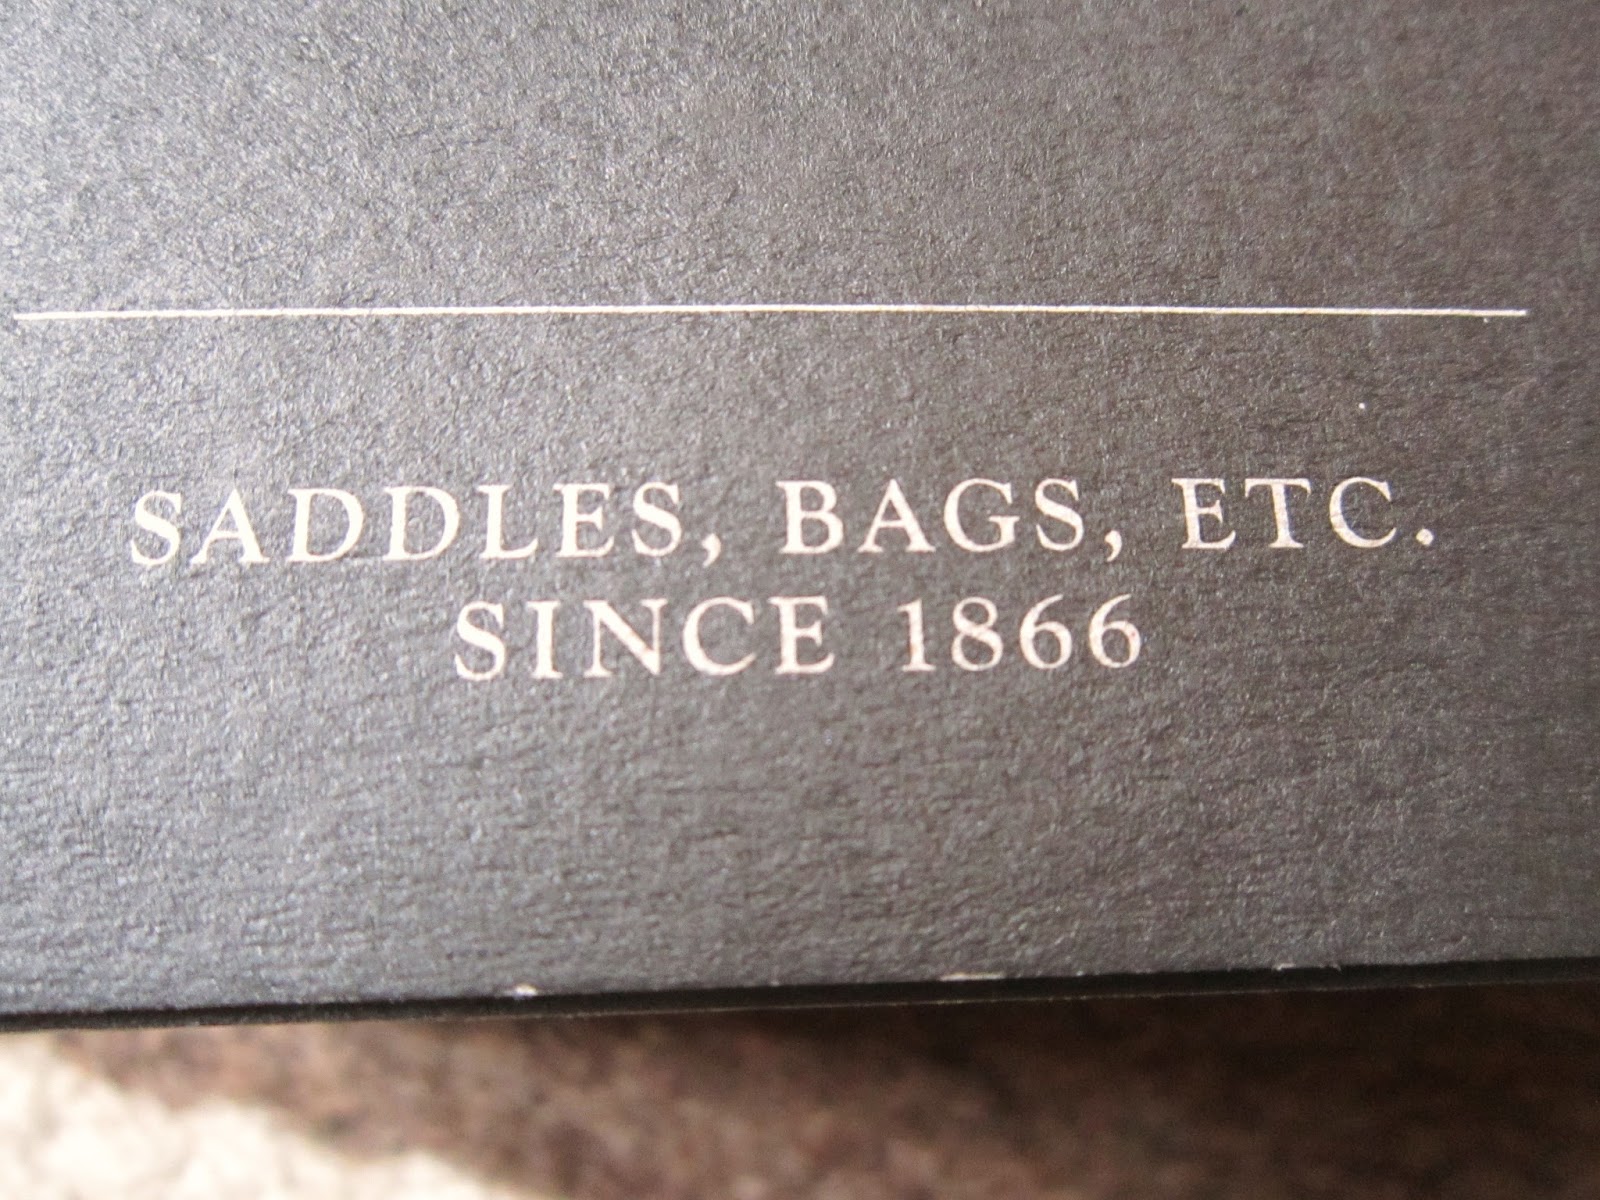 SADDLES, BAGS, ETC.
SINCE 1866